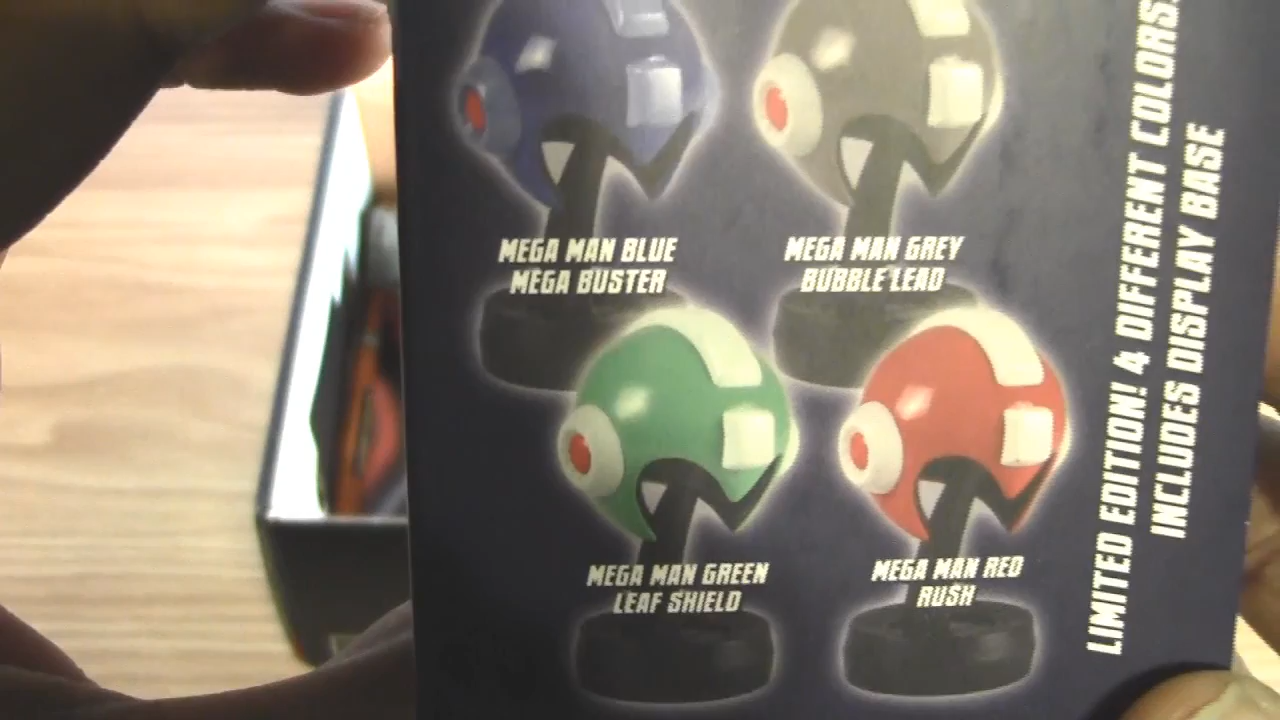 MEGA MAN BLUE
MEGA BUSTER
MEGA MAN GREY
BUBBLE LEAD
MEGA MAN GREEN
LEAF SHIELD
MEGA MAN RED
RUSH
LIMITED EDITION! 4 DIFFERENT COLORS.
INCLUDES DISPLAY BASE